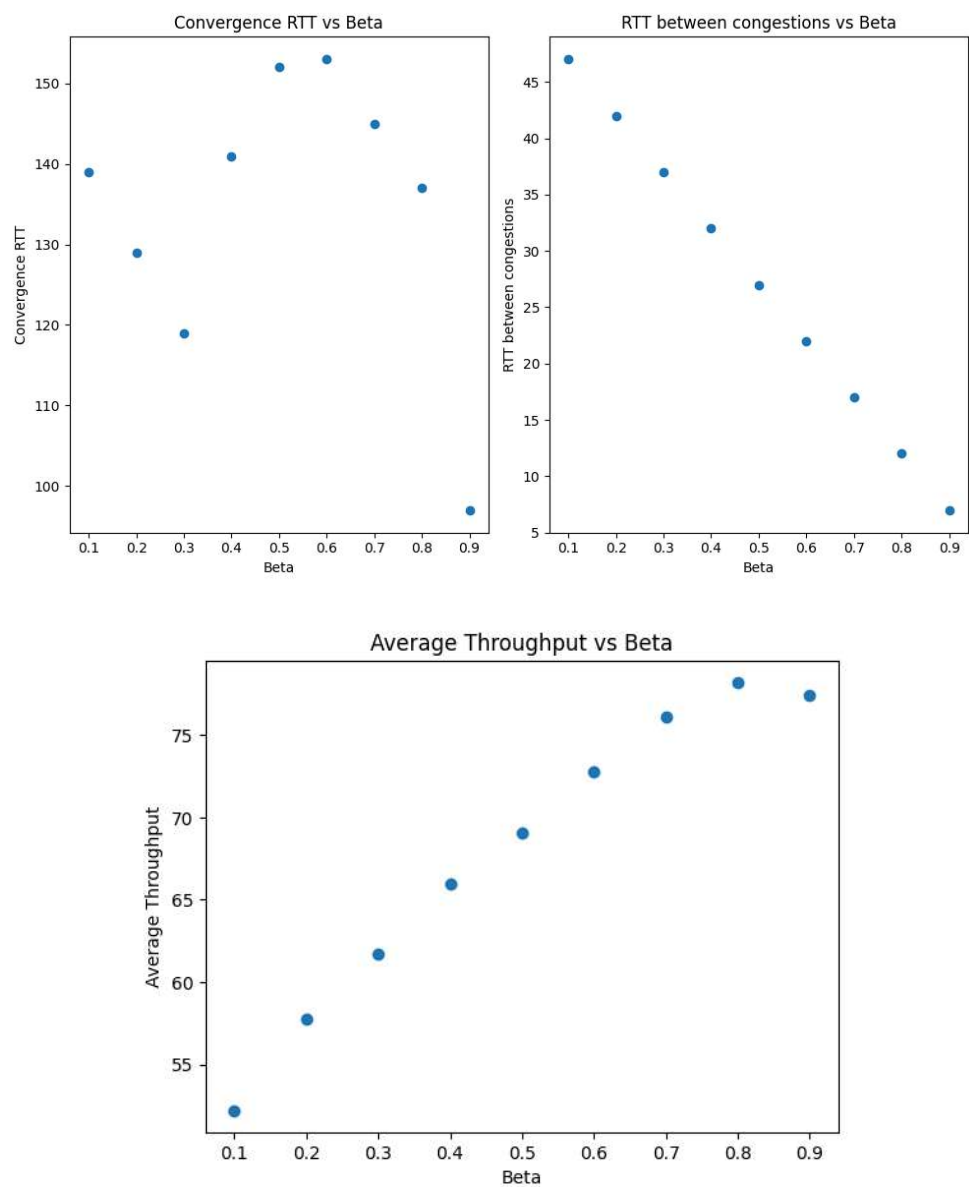 Convergence RTT vs Beta
Convergence RTT
150
140
130
120
110
100
0.1 0.2 0.3 0.4 0.5 0.6 0.7 0.8 0.9
Beta
RTT between congestions vs Beta
RTT between congestions
45
40
35
30
25
20
15
10
5
0.1 0.2 0.3 0.4 0.5 0.6 0.7 0.8 0.9
Beta
Average Throughput vs Beta
Average Throughput
75
70
65
60
55
0.1 0.2 0.3 0.4 0.5 0.6 0.7 0.8 0.9
Beta